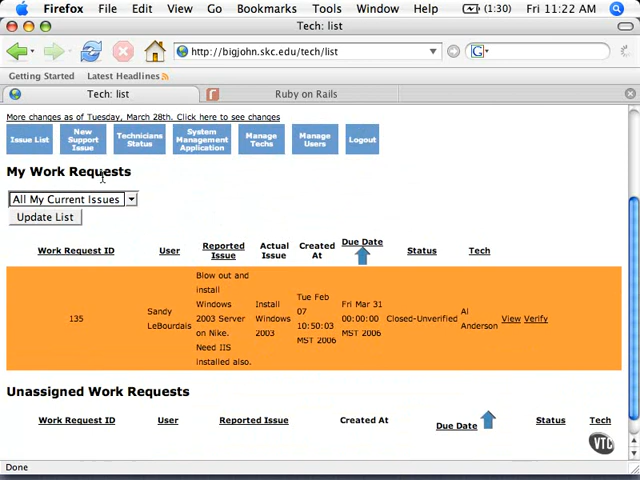 Firefox File Edit View Go Bookmarks Tools Window Help (1:30) Fri 11:22 AM
Tech: list
http://bigjohn.skc.edu/tech/list G
Getting Started Latest Headlines
Tech: list Ruby on Rails
More changes as of Tuesday, March 28th. Click here to see changes
Issue List
New Support Issue
Technicians Status
System Management Application
Manage Techs
Manage Users
Logout
My Work Requests
All My Current Issues
Update List
Work Request ID User Reported Issue Actual Issue Created At Due Date Status Tech
135
Sandy
LeBourdais
Blow out and
install
Windows
2003 Server
on Nike.
Need IIS
installed also.
Install
Windows
2003
Tue Feb
07
10:50:03
MST 2006
Fri Mar 31
00:00:00
MST 2006
Closed-Unverified
Al
Anderson
View Verify
Unassigned Work Requests
Work Request ID User Reported Issue Created At Due Date Status Tech
VTC
Done